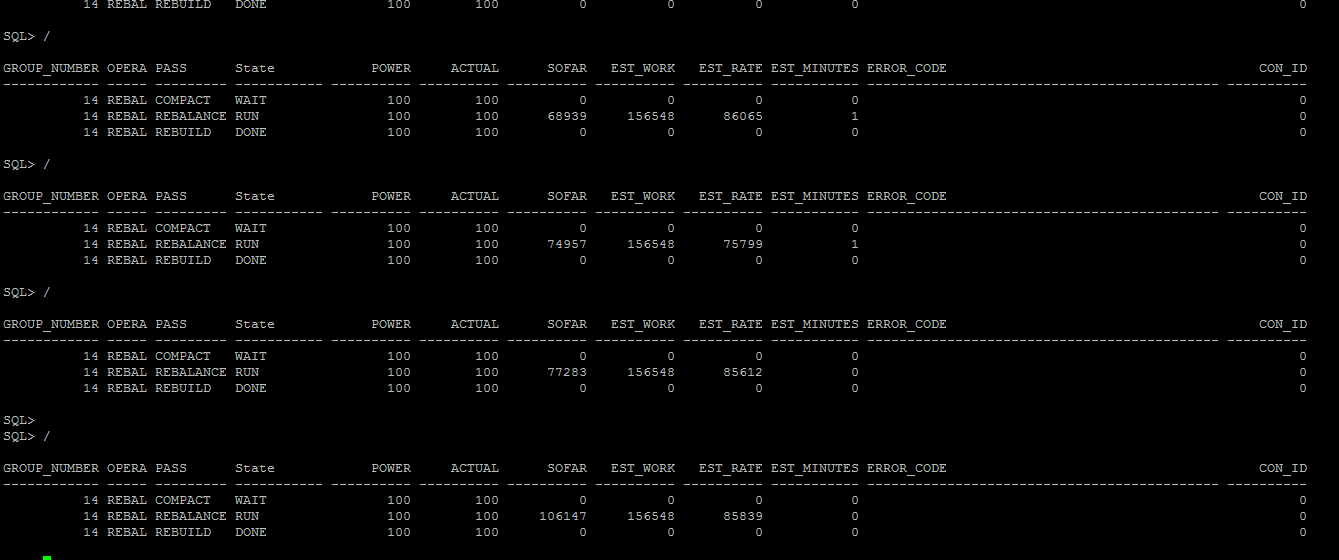 14 REBAL REBUILD DONE 100 100 0 0 0 0 0
SQL> /
GROUP_NUMBER OPERA PASS State POWER ACTUAL SOFAR EST_WORK EST_RATE EST_MINUTES ERROR_CODE CON_ID
------------ ----- --------- ----------- ---------- ---------- ---------- ---------- ---------- ----------- -------------------------------------------- ----------
14 REBAL COMPACT WAIT 100 100 0 0 0 0 0
14 REBAL REBALANCE RUN 100 100 68939 156548 86065 1 0
14 REBAL REBUILD DONE 100 100 0 0 0 0 0
SQL> /
GROUP_NUMBER OPERA PASS State POWER ACTUAL SOFAR EST_WORK EST_RATE EST_MINUTES ERROR_CODE CON_ID
------------ ----- --------- ----------- ---------- ---------- ---------- ---------- ---------- ----------- -------------------------------------------- ----------
14 REBAL COMPACT WAIT 100 100 0 0 0 0 0
14 REBAL REBALANCE RUN 100 100 74957 156548 75799 1 0
14 REBAL REBUILD DONE 100 100 0 0 0 0 0
SQL> /
GROUP_NUMBER OPERA PASS State POWER ACTUAL SOFAR EST_WORK EST_RATE EST_MINUTES ERROR_CODE CON_ID
------------ ----- --------- ----------- ---------- ---------- ---------- ---------- ---------- ----------- -------------------------------------------- ----------
14 REBAL COMPACT WAIT 100 100 0 0 0 0 0
14 REBAL REBALANCE RUN 100 100 77283 156548 85612 0 0
14 REBAL REBUILD DONE 100 100 0 0 0 0 0
SQL>
SQL> /
GROUP_NUMBER OPERA PASS State POWER ACTUAL SOFAR EST_WORK EST_RATE EST_MINUTES ERROR_CODE CON_ID
------------ ----- --------- ----------- ---------- ---------- ---------- ---------- ---------- ----------- -------------------------------------------- ----------
14 REBAL COMPACT WAIT 100 100 0 0 0 0 0
14 REBAL REBALANCE RUN 100 100 106147 156548 85839 0 0
14 REBAL REBUILD DONE 100 100 0 0 0 0 0